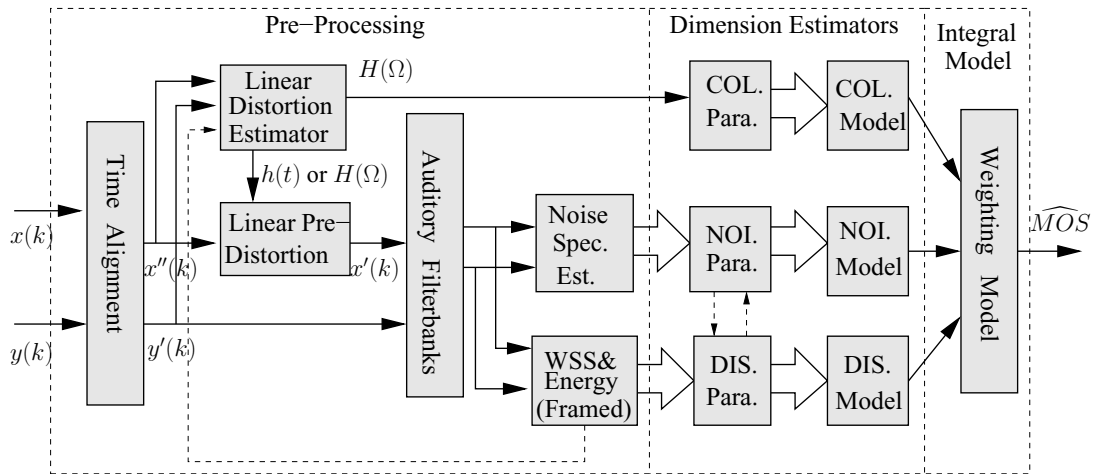 Pre−Processing
Dimension Estimators
Integral
Model
Linear
Distortion
Estimator
H(Ω)
COL.
Para.
COL.
Model
Time Alignment
h(t) or H(Ω)
Auditory Filterbanks
Weighting Model
x(k)
x''(k)
Linear Pre−
Distortion
x'(k)
Noise
Spec.
Est.
NOI.
Para.
NOI.
Model
\widehat{MOS}
y(k)
y'(k)
WSS&
Energy
(Framed)
DIS.
Para.
DIS.
Model